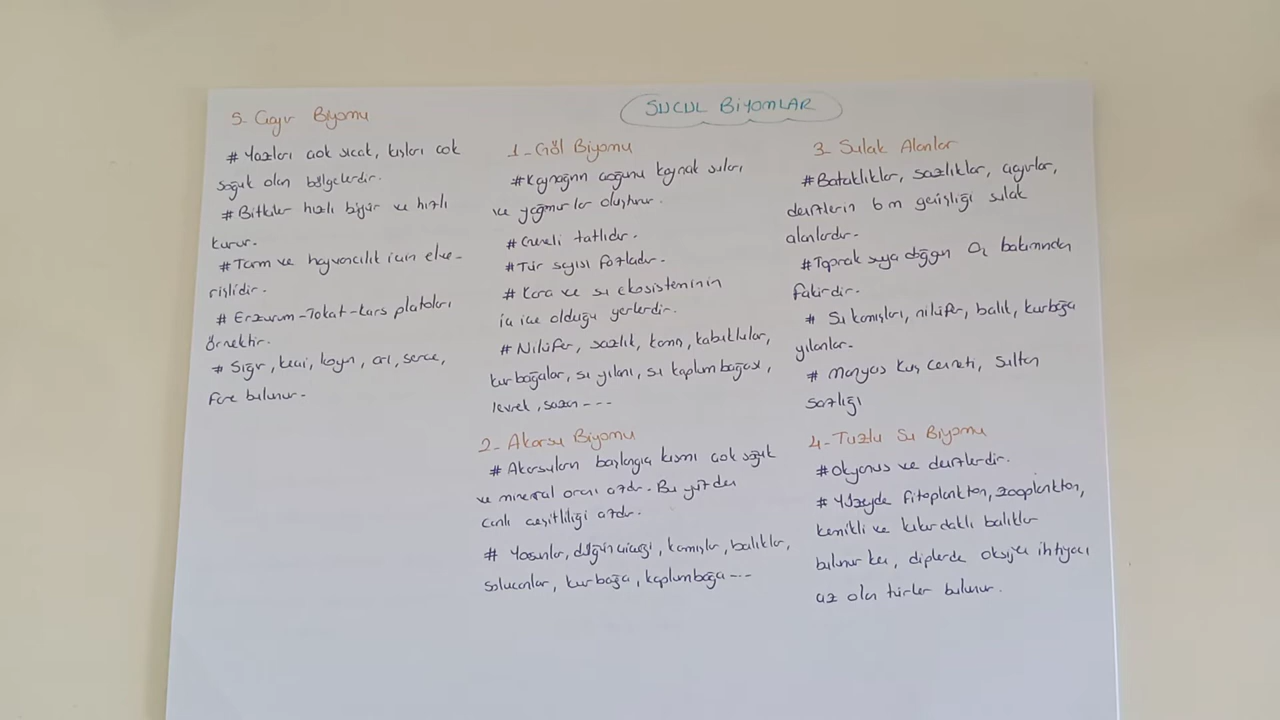 5- Çayır Biyomu
# Yazları çok sıcak, kışları çok
soğuk olan bölgelerdir.
# Bitkiler hızlı büyür ve hızlı
kurur.
# Tarım ve hayvancılık için elve-
rişlidir.
# Erzurum-Tokat-Kars platoları
örnektir.
# Sığır, keçi, koyun, arı, serçe,
fare bulunur.
SUCUL BİYOMLAR
1- Göl Biyomu
# Kaynağının çoğunu kaynak suları
ve yağmurlar oluşturur.
# Geneli tatlıdır.
# Tür sayısı fazladır.
# Kara ve su ekosisteminin
iç içe olduğu yerlerdir.
# Nilüfer, sazlık, kamış, kabuklular,
kurbağalar, su yılanı, su kaplumbağası,
levrek, sazan ---
2- Akarsu Biyomu
# Akarsuların başlangıç kısmı çok soğuk
ve mineral oranı azdır. Bu yüzden
canlı çeşitliliği azdır.
# Yosunlar, düğün çiçeği, kamışlar, balıklar,
solucanlar, kurbağa, kaplumbağa ---
3- Sulak Alanlar
# Bataklıklar, sazlıklar, çayırlar,
denizlerin 6 m genişliği sulak
alanlardır.
# Toprak suya doygun O₂ bakımından
fakirdir.
# Su kamışları, nilüfer, balık, kurbağa
yılanlar.
# Manyas Kuş Cenneti, Sultan
Sazlığı
4- Tuzlu Su Biyomu
# Okyanus ve denizlerdir.
# Yüzeyde fitoplankton, zooplankton,
kemikli ve kıkırdaklı balıklar
bulunurken, diplerde oksijen ihtiyacı
az olan türler bulunur.